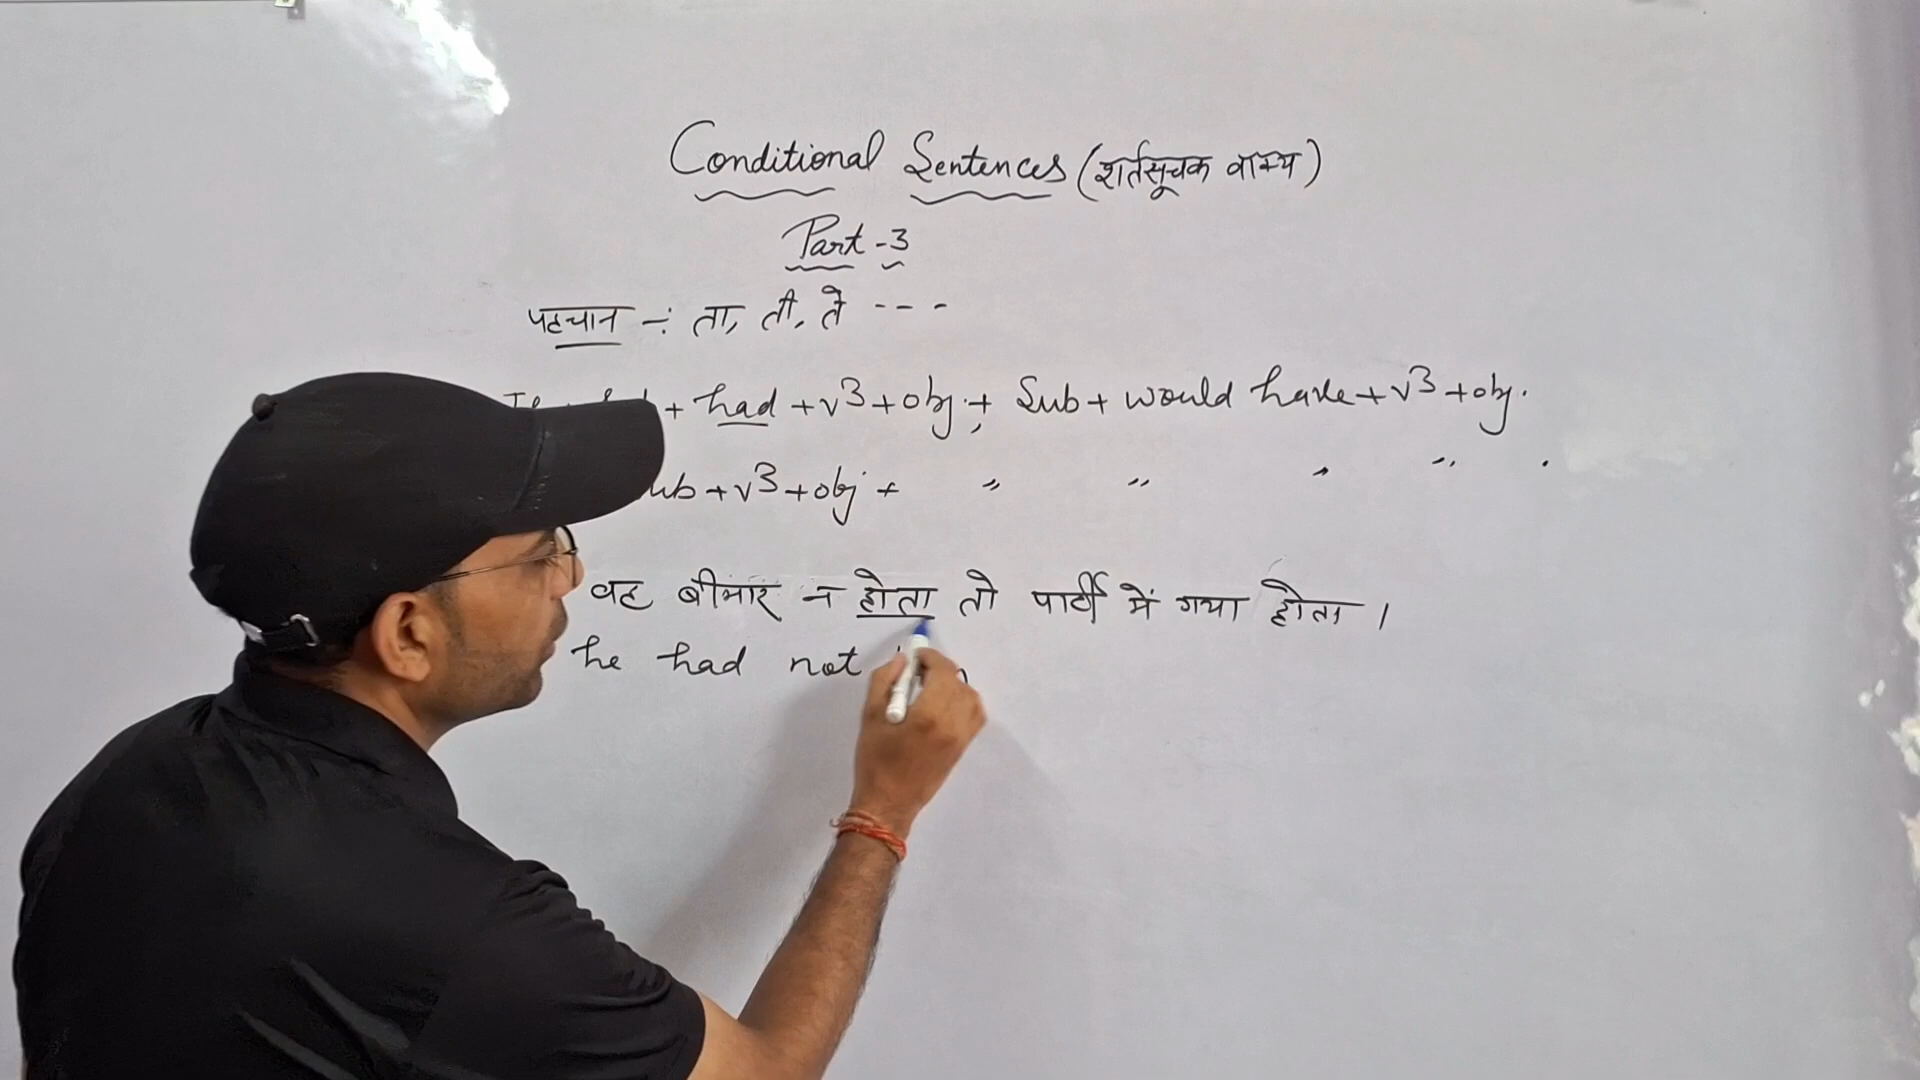 Conditional Sentences (शर्तसूचक वाक्य)
Part - 3
पहचान -: ता, ती, ते ---
+ had + v3 + obj. +, Sub + would have + v3 + obj.
+ v3 + obj + " " " " .
वह बीमार न होता तो पार्टी में गया होता ।
he had not